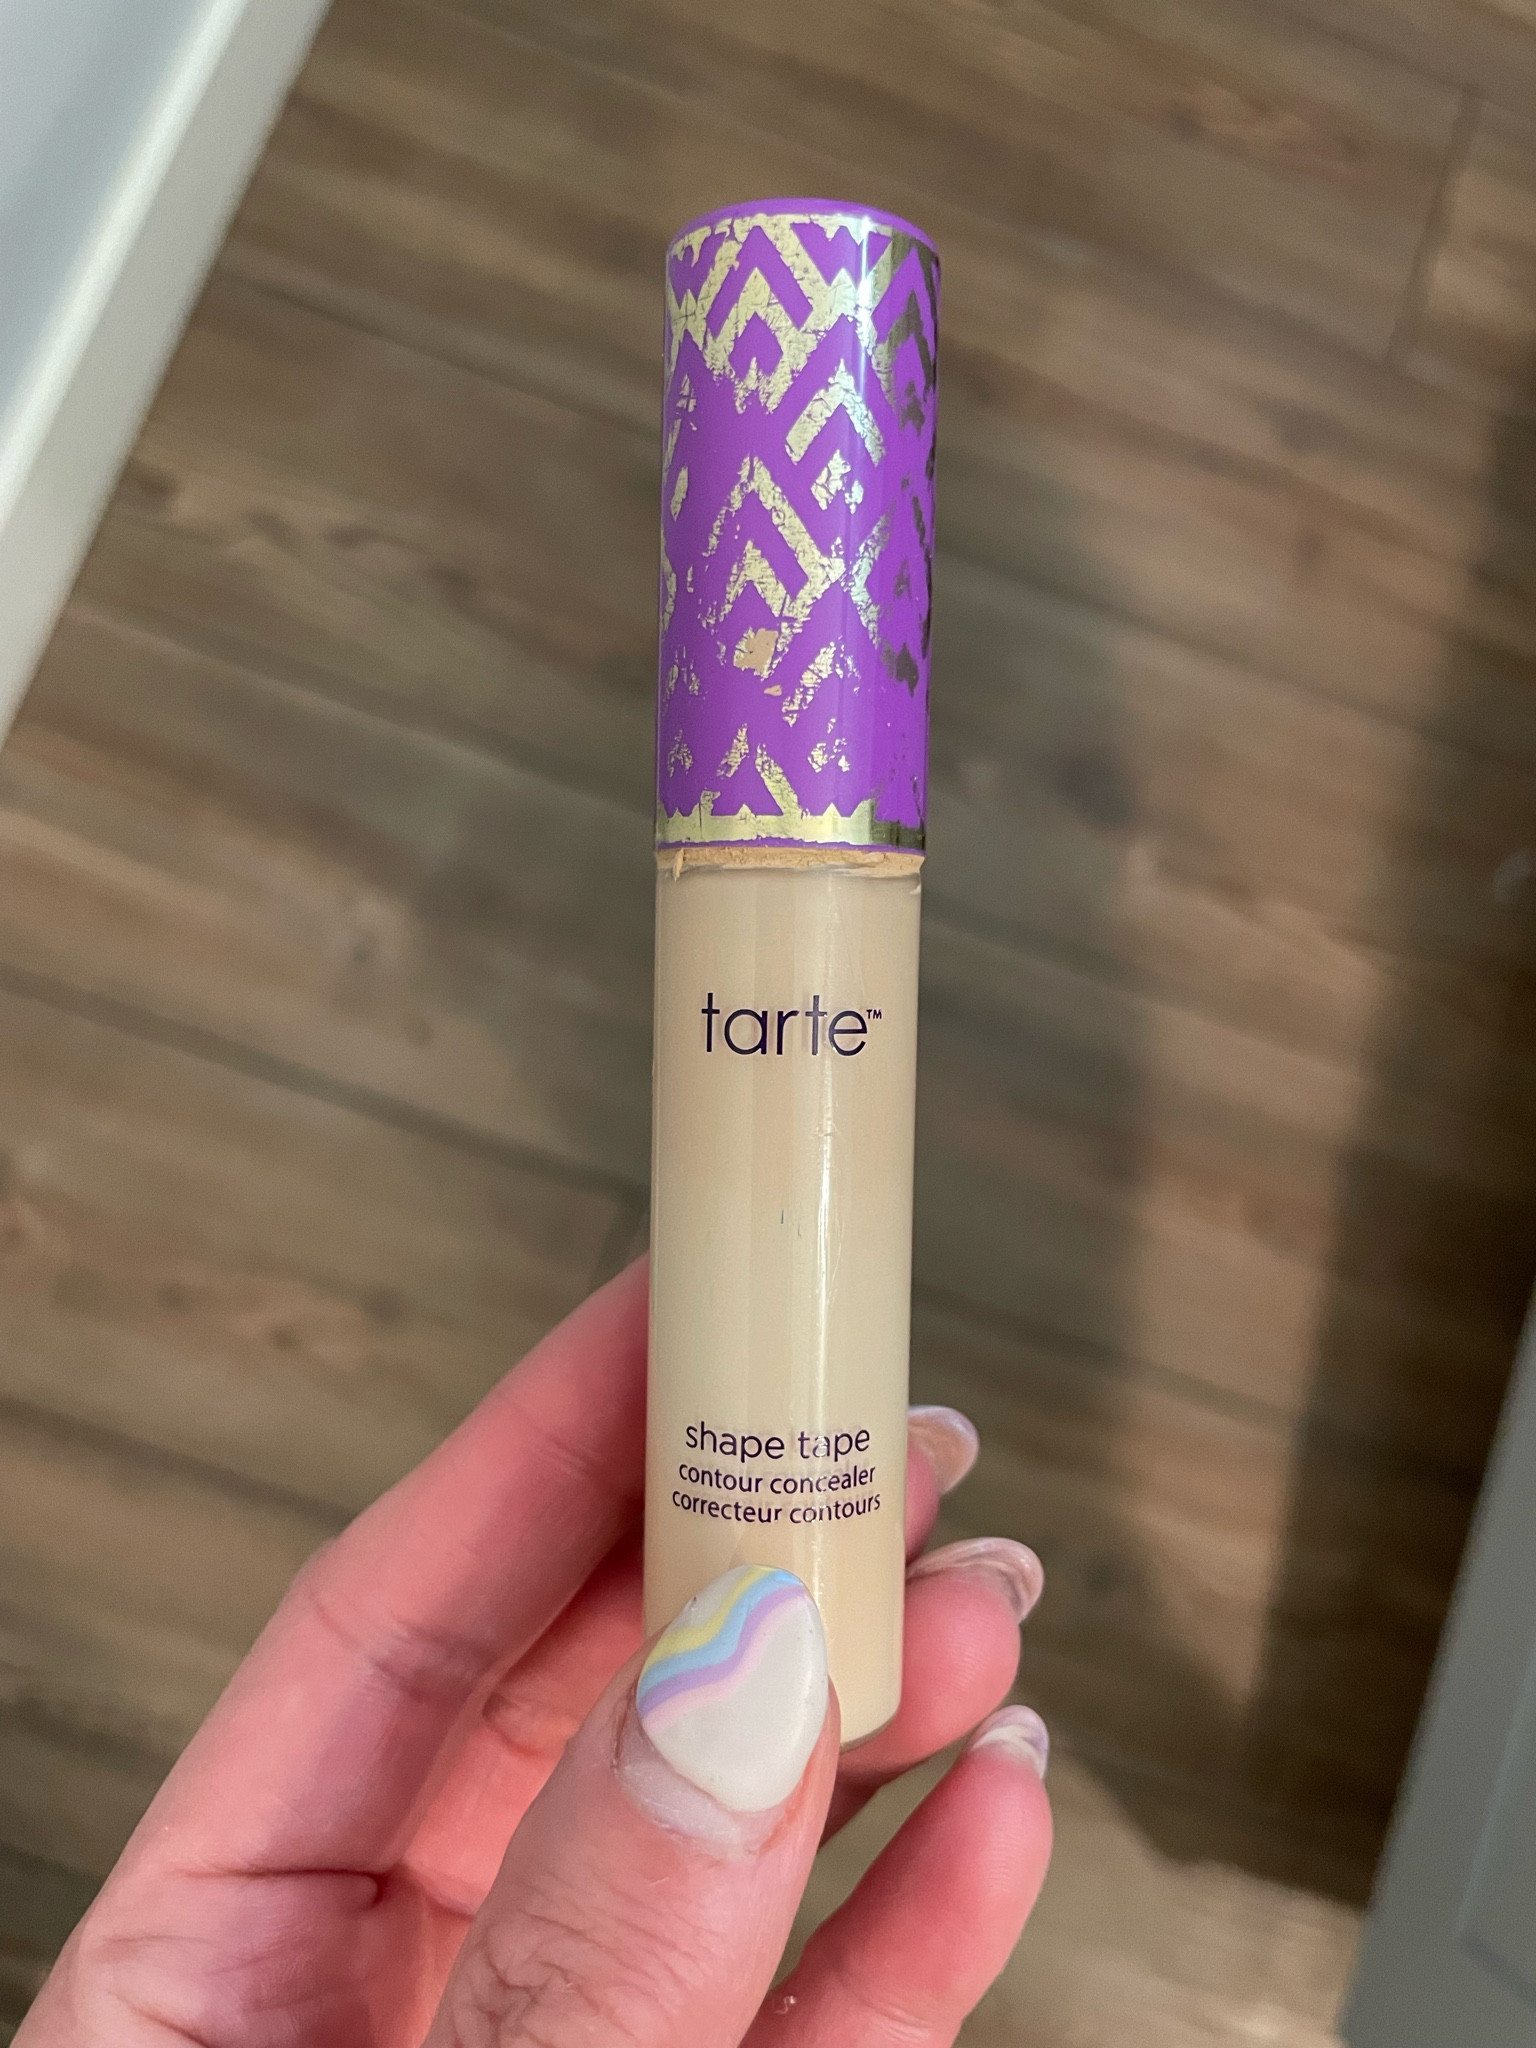 tarte™
shape tape
contour concealer
correcteur contours